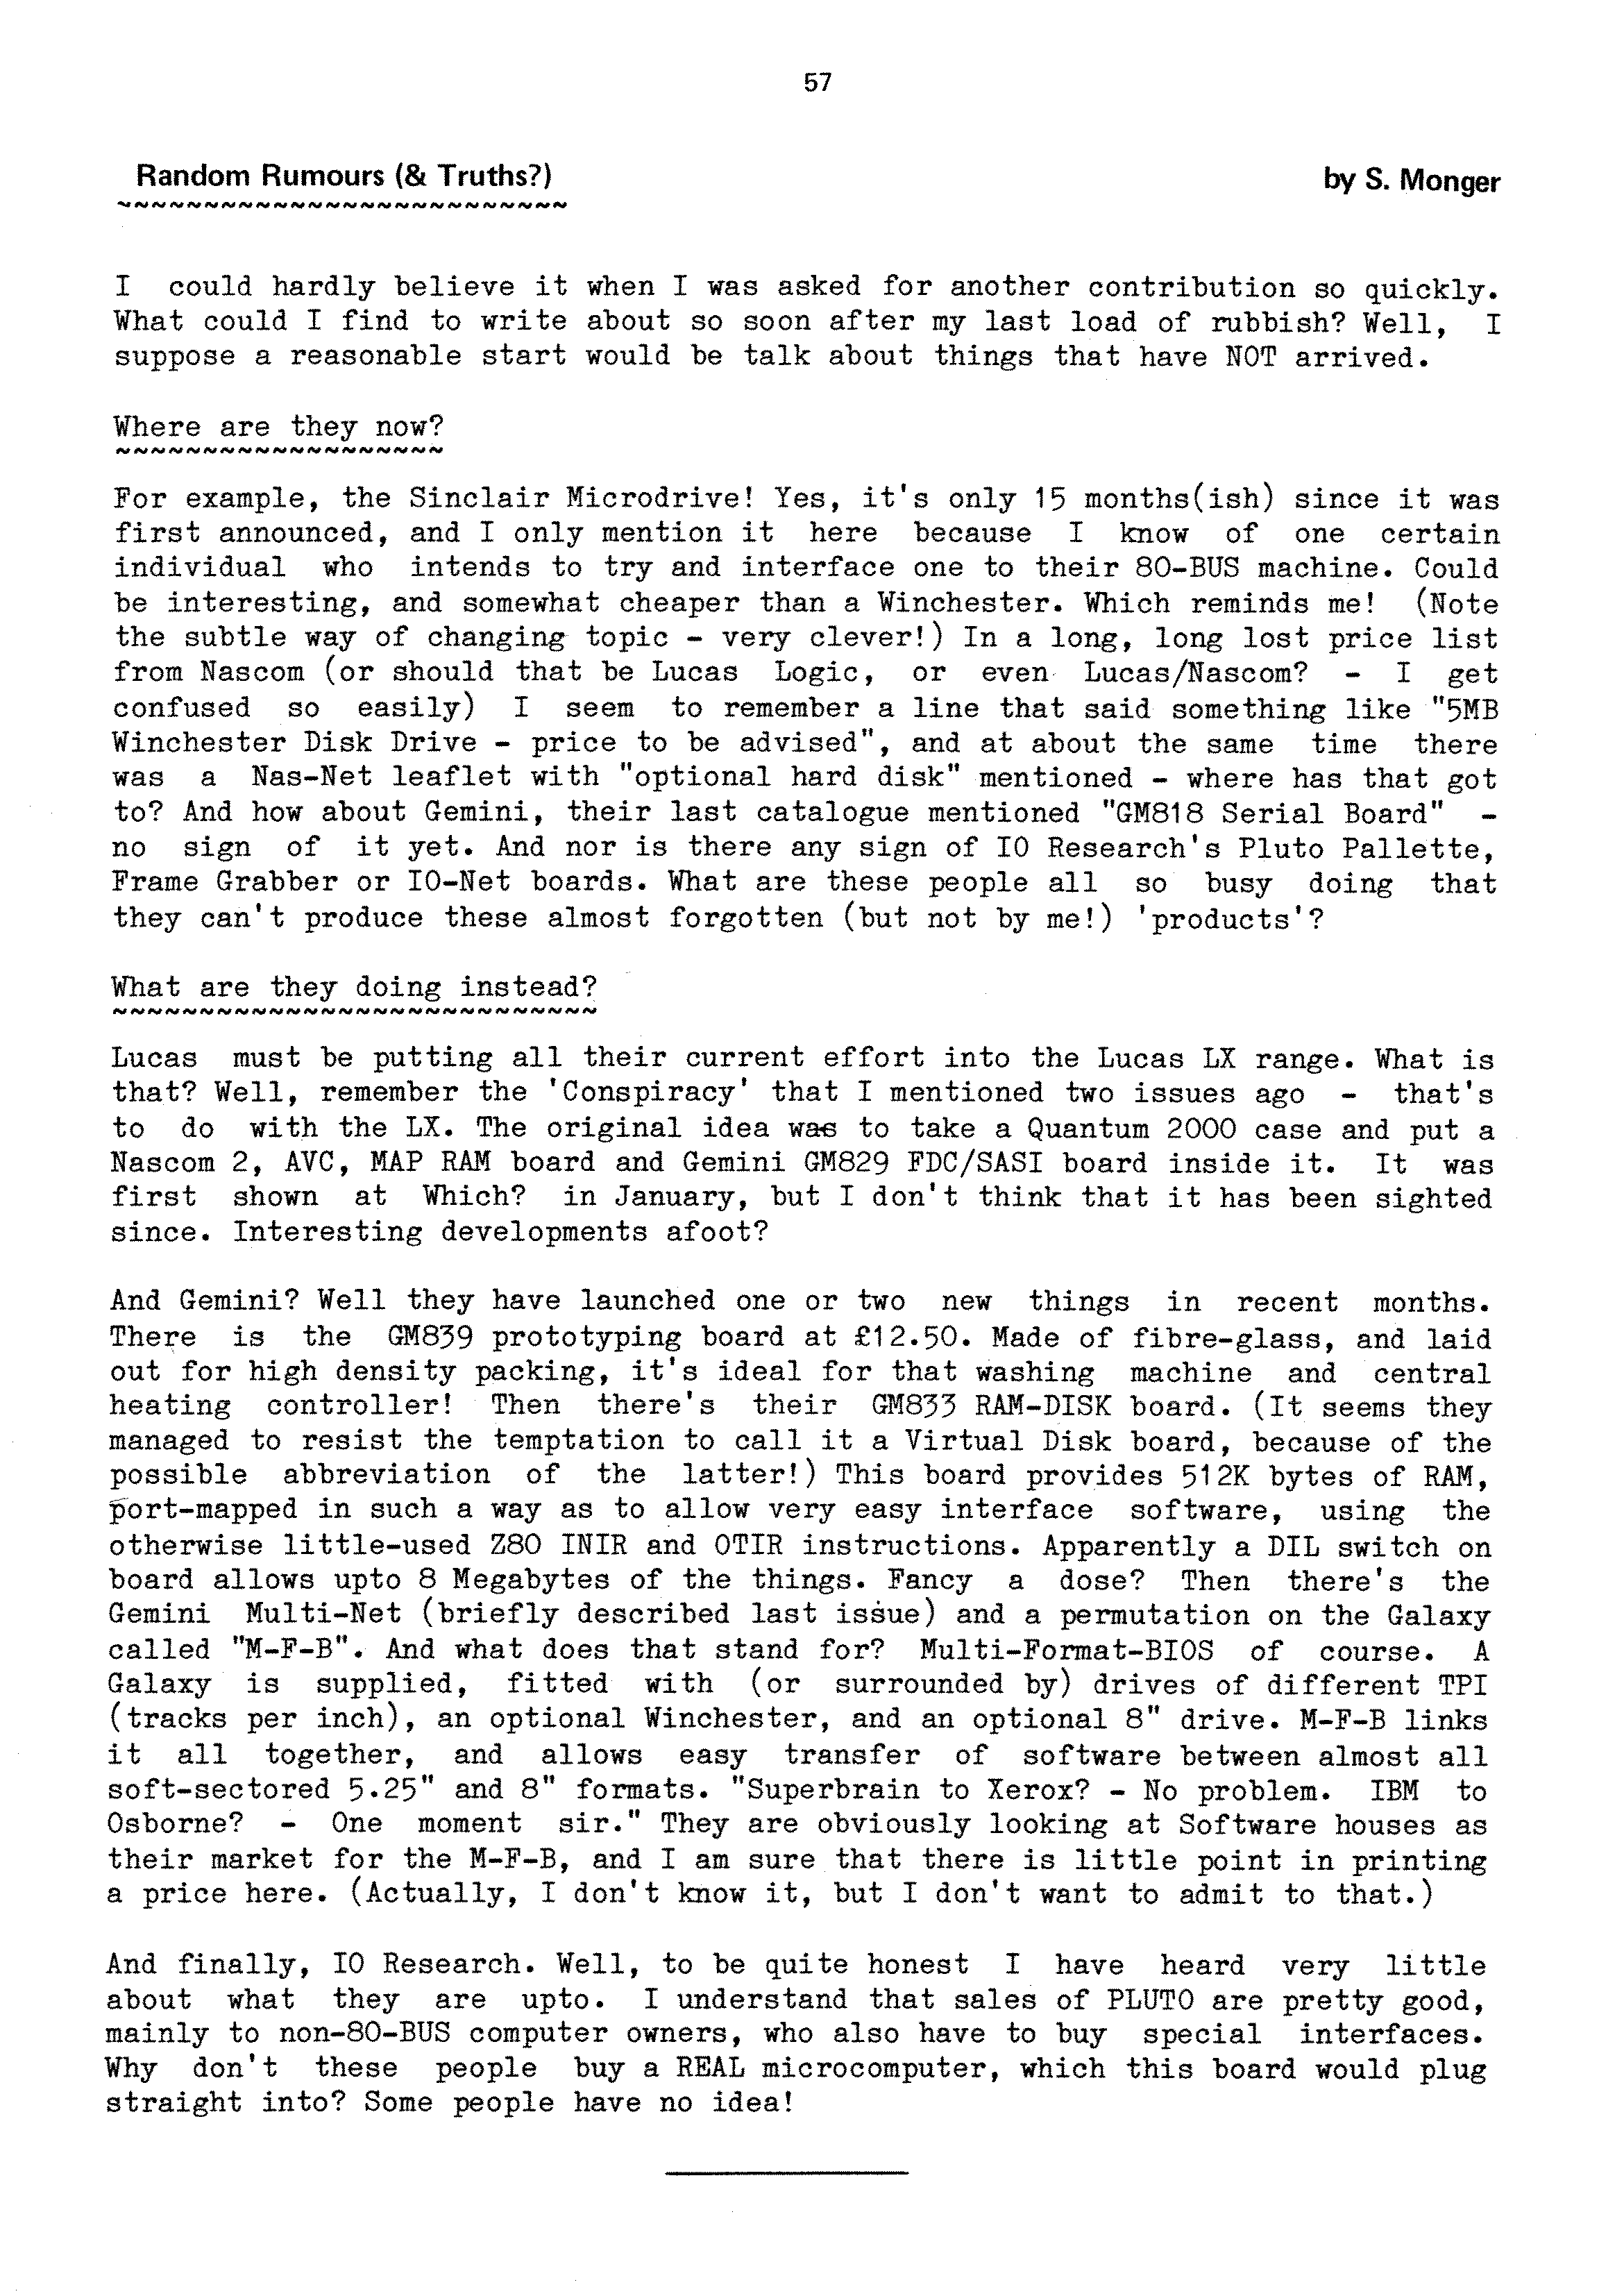 57
Random Rumours (& Truths?)
by S. Monger
~~~~~~~~~~~~~~~~~~~~~~~~~~
I could hardly believe it when I was asked for another contribution so quickly.
What could I find to write about so soon after my last load of rubbish? Well, I
suppose a reasonable start would be talk about things that have NOT arrived.
Where are they now?
~~~~~~~~~~~~~~~~~~~
For example, the Sinclair Microdrive! Yes, it's only 15 months(ish) since it was
first announced, and I only mention it here because I know of one certain
individual who intends to try and interface one to their 80-BUS machine. Could
be interesting, and somewhat cheaper than a Winchester. Which reminds me! (Note
the subtle way of changing topic - very clever!) In a long, long lost price list
from Nascom (or should that be Lucas Logic, or even Lucas/Nascom? - I get
confused so easily) I seem to remember a line that said something like "5MB
Winchester Disk Drive - price to be advised", and at about the same time there
was a Nas-Net leaflet with "optional hard disk" mentioned - where has that got
to? And how about Gemini, their last catalogue mentioned "GM818 Serial Board" -
no sign of it yet. And nor is there any sign of IO Research's Pluto Pallette,
Frame Grabber or IO-Net boards. What are these people all so busy doing that
they can't produce these almost forgotten (but not by me!) 'products'?
What are they doing instead?
~~~~~~~~~~~~~~~~~~~~~~~~~~~~
Lucas must be putting all their current effort into the Lucas LX range. What is
that? Well, remember the 'Conspiracy' that I mentioned two issues ago - that's
to do with the LX. The original idea was to take a Quantum 2000 case and put a
Nascom 2, AVC, MAP RAM board and Gemini GM829 FDC/SASI board inside it. It was
first shown at Which? in January, but I don't think that it has been sighted
since. Interesting developments afoot?
And Gemini? Well they have launched one or two new things in recent months.
There is the GM839 prototyping board at £12.50. Made of fibre-glass, and laid
out for high density packing, it's ideal for that washing machine and central
heating controller! Then there's their GM833 RAM-DISK board. (It seems they
managed to resist the temptation to call it a Virtual Disk board, because of the
possible abbreviation of the latter!) This board provides 512K bytes of RAM,
port-mapped in such a way as to allow very easy interface software, using the
otherwise little-used Z80 INIR and OTIR instructions. Apparently a DIL switch on
board allows upto 8 Megabytes of the things. Fancy a dose? Then there's the
Gemini Multi-Net (briefly described last issue) and a permutation on the Galaxy
called "M-F-B". And what does that stand for? Multi-Format-BIOS of course. A
Galaxy is supplied, fitted with (or surrounded by) drives of different TPI
(tracks per inch), an optional Winchester, and an optional 8" drive. M-F-B links
it all together, and allows easy transfer of software between almost all
soft-sectored 5.25" and 8" formats. "Superbrain to Xerox? - No problem. IBM to
Osborne? - One moment sir." They are obviously looking at Software houses as
their market for the M-F-B, and I am sure that there is little point in printing
a price here. (Actually, I don't know it, but I don't want to admit to that.)
And finally, IO Research. Well, to be quite honest I have heard very little
about what they are upto. I understand that sales of PLUTO are pretty good,
mainly to non-80-BUS computer owners, who also have to buy special interfaces.
Why don't these people buy a REAL microcomputer, which this board would plug
straight into? Some people have no idea!